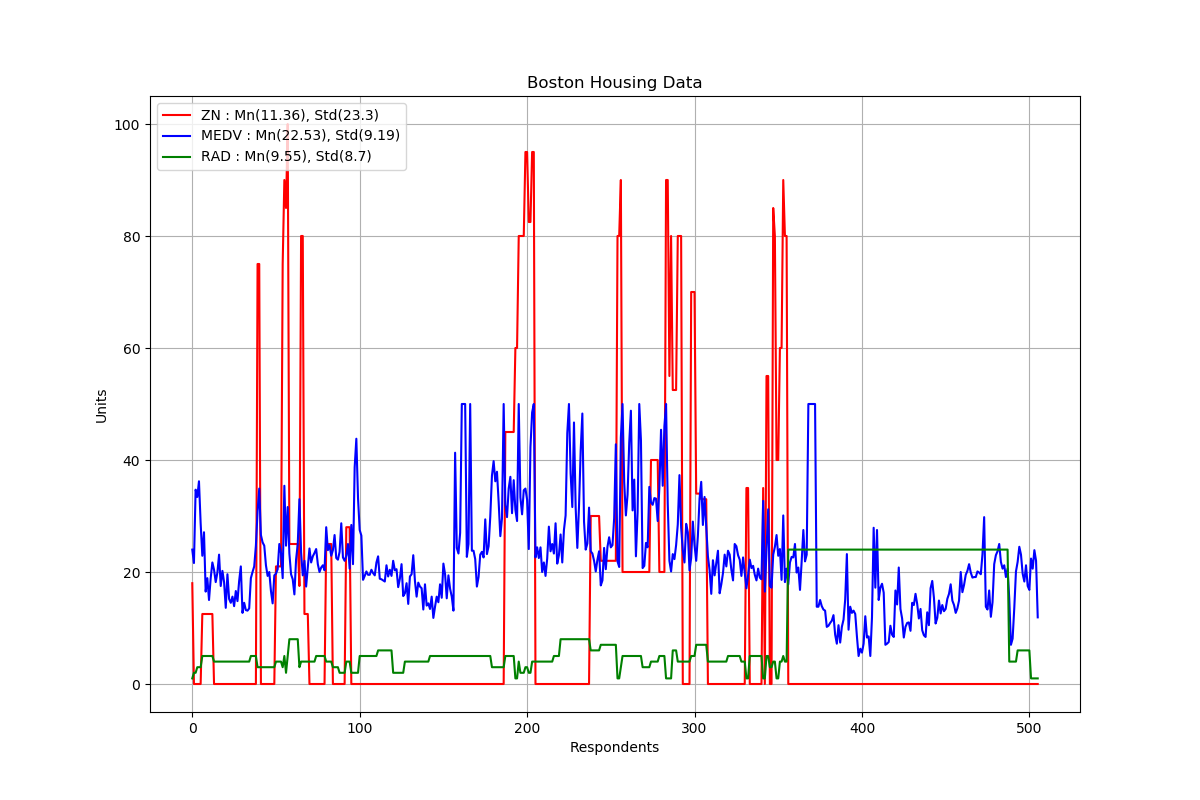 Boston Housing Data
ZN : Mn(11.36), Std(23.3)
MEDV : Mn(22.53), Std(9.19)
RAD : Mn(9.55), Std(8.7)
100
80
60
40
20
0
Units
0 100 200 300 400 500
Respondents